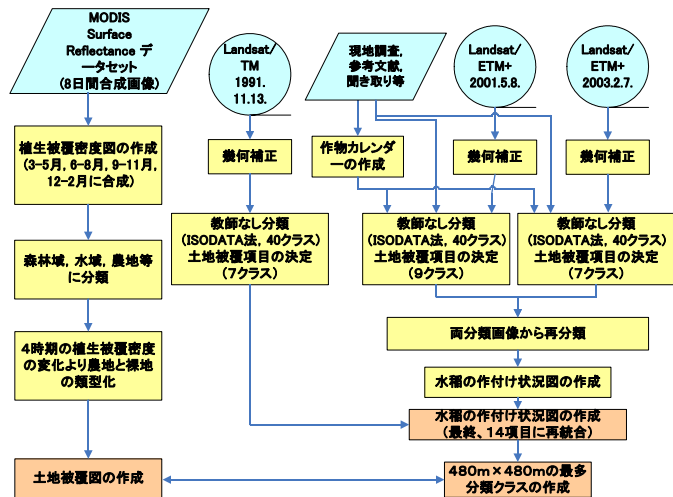 MODIS
Surface
Reflectance デ
ータセット
(8日間合成画像)
Landsat/
TM
1991.
11.13.
現地調査,
参考文献,
聞き取り等
Landsat/
ETM+
2001.5.8.
Landsat/
ETM+
2003.2.7.
植生被覆密度図の作成
(3-5月, 6-8月, 9-11月,
12-2月に合成)
幾何補正
作物カレンダ
ーの作成
幾何補正
幾何補正
教師なし分類
(ISODATA法, 40クラス)
土地被覆項目の決定
(7クラス)
教師なし分類
(ISODATA法, 40クラス)
土地被覆項目の決定
(9クラス)
教師なし分類
(ISODATA法, 40クラス)
土地被覆項目の決定
(7クラス)
森林域, 水域, 農地等
に分類
両分類画像から再分類
4時期の植生被覆密度
の変化より農地と裸地
の類型化
水稲の作付け状況図の作成
水稲の作付け状況図の作成
(最終、14項目に再統合)
土地被覆図の作成
480m×480mの最多
分類クラスの作成